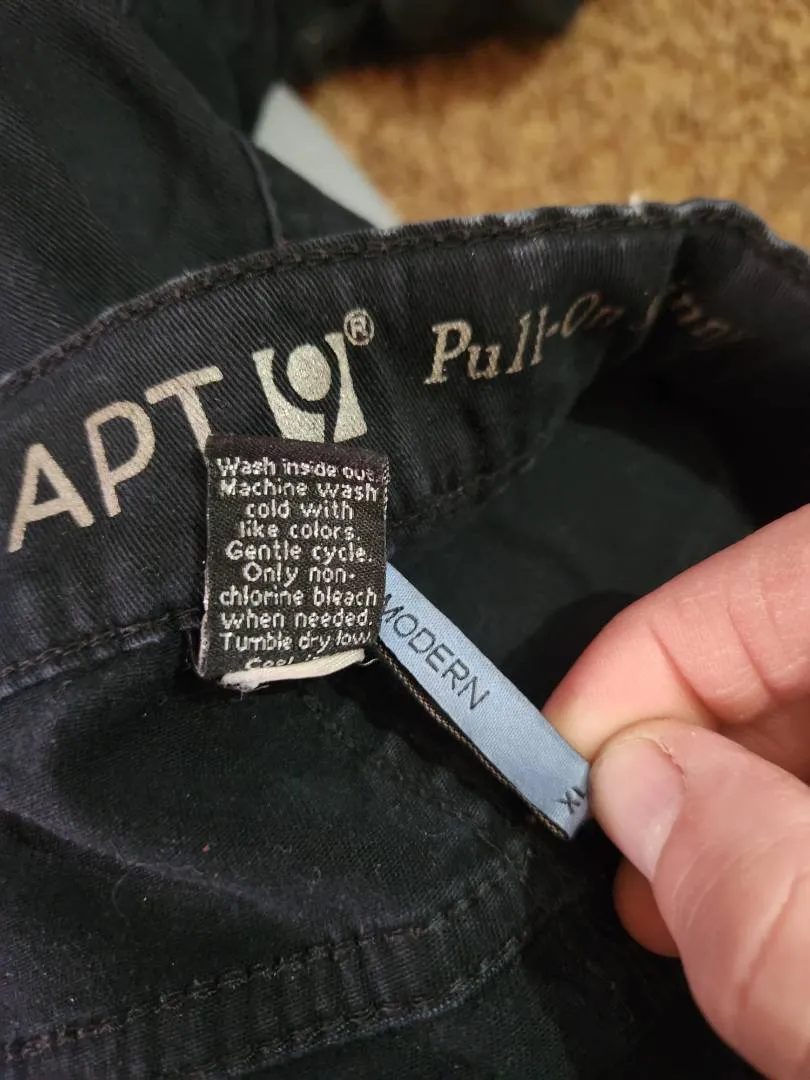 APT 9® Pull-On
Wash inside out.
Machine wash
cold with
like colors.
Gentle cycle.
Only non-
chlorine bleach
when needed.
Tumble dry low
MODERN